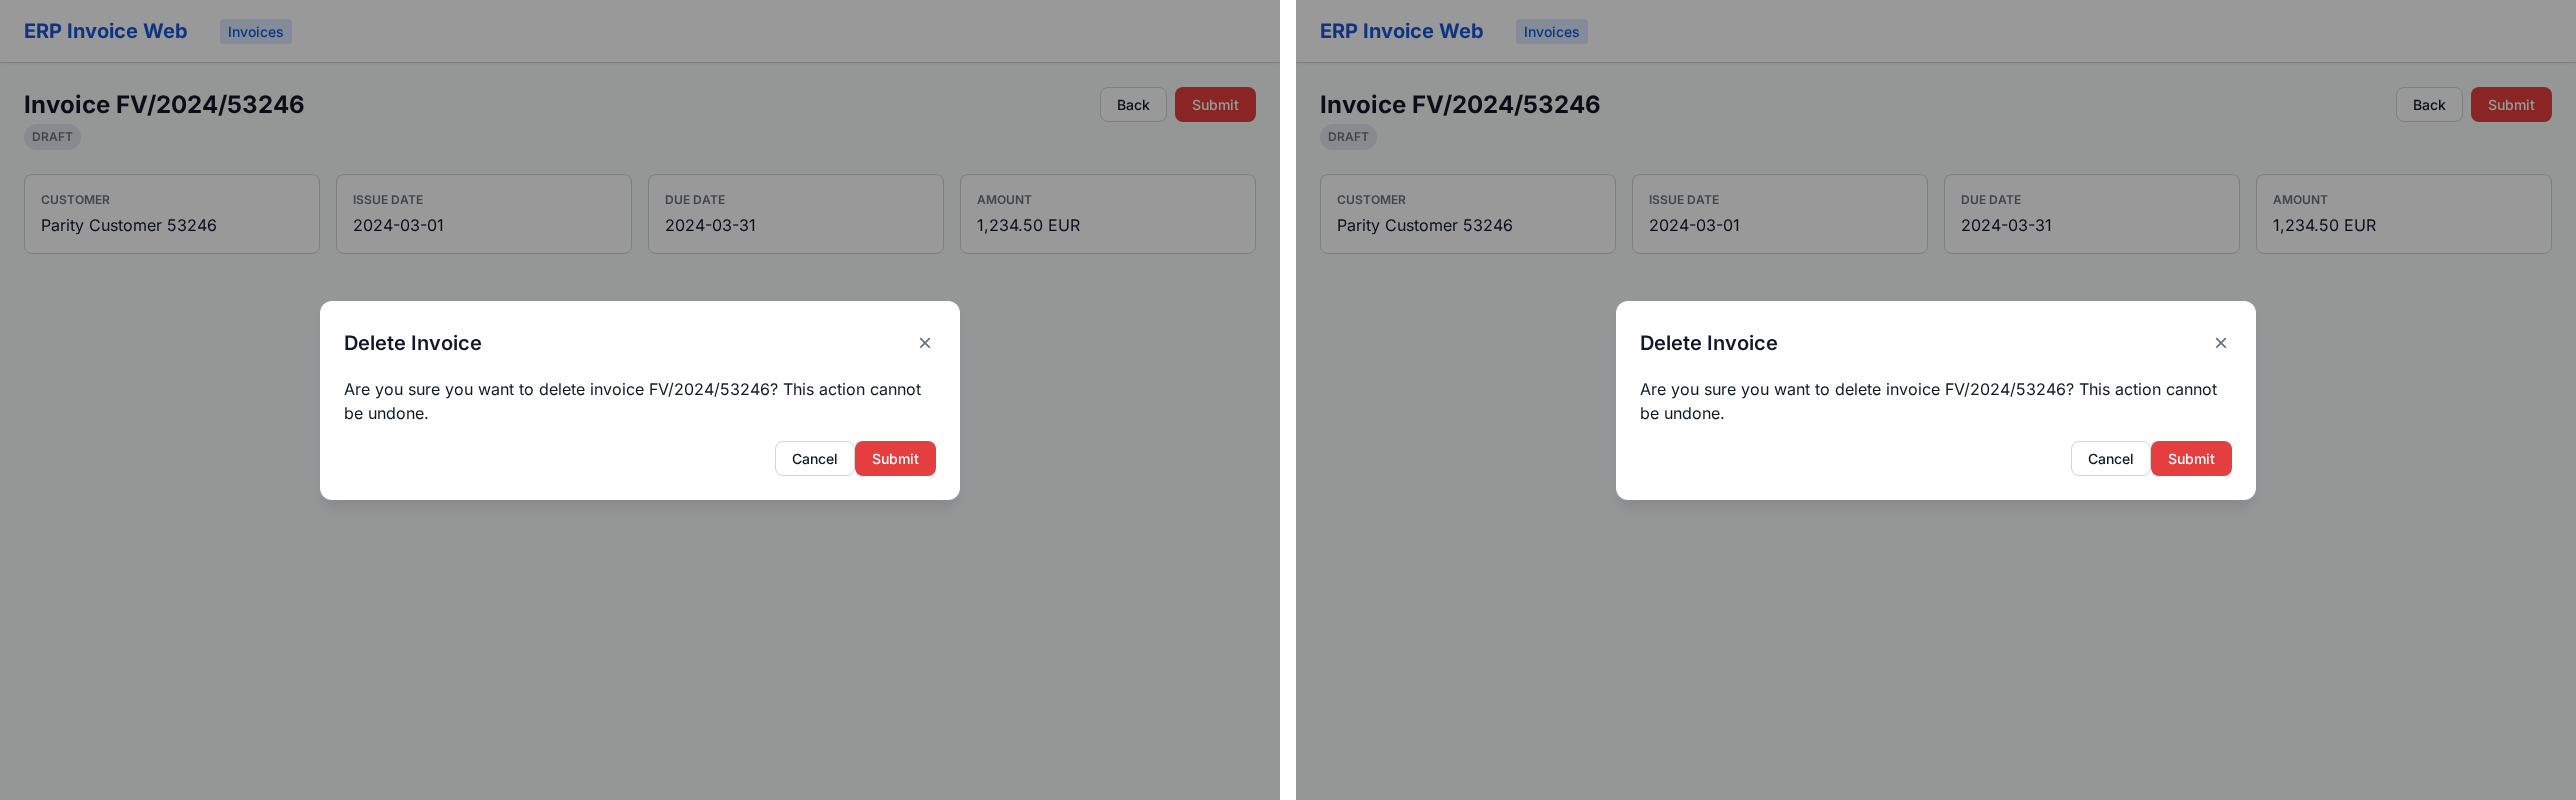 ERP Invoice Web
Invoices
Invoice FV/2024/53246
Back
Submit
DRAFT
CUSTOMER
Parity Customer 53246
ISSUE DATE
2024-03-01
DUE DATE
2024-03-31
AMOUNT
1,234.50 EUR
Delete Invoice
Are you sure you want to delete invoice FV/2024/53246? This action cannot
be undone.
Cancel
Submit
ERP Invoice Web
Invoices
Invoice FV/2024/53246
Back
Submit
DRAFT
CUSTOMER
Parity Customer 53246
ISSUE DATE
2024-03-01
DUE DATE
2024-03-31
AMOUNT
1,234.50 EUR
Delete Invoice
Are you sure you want to delete invoice FV/2024/53246? This action cannot
be undone.
Cancel
Submit